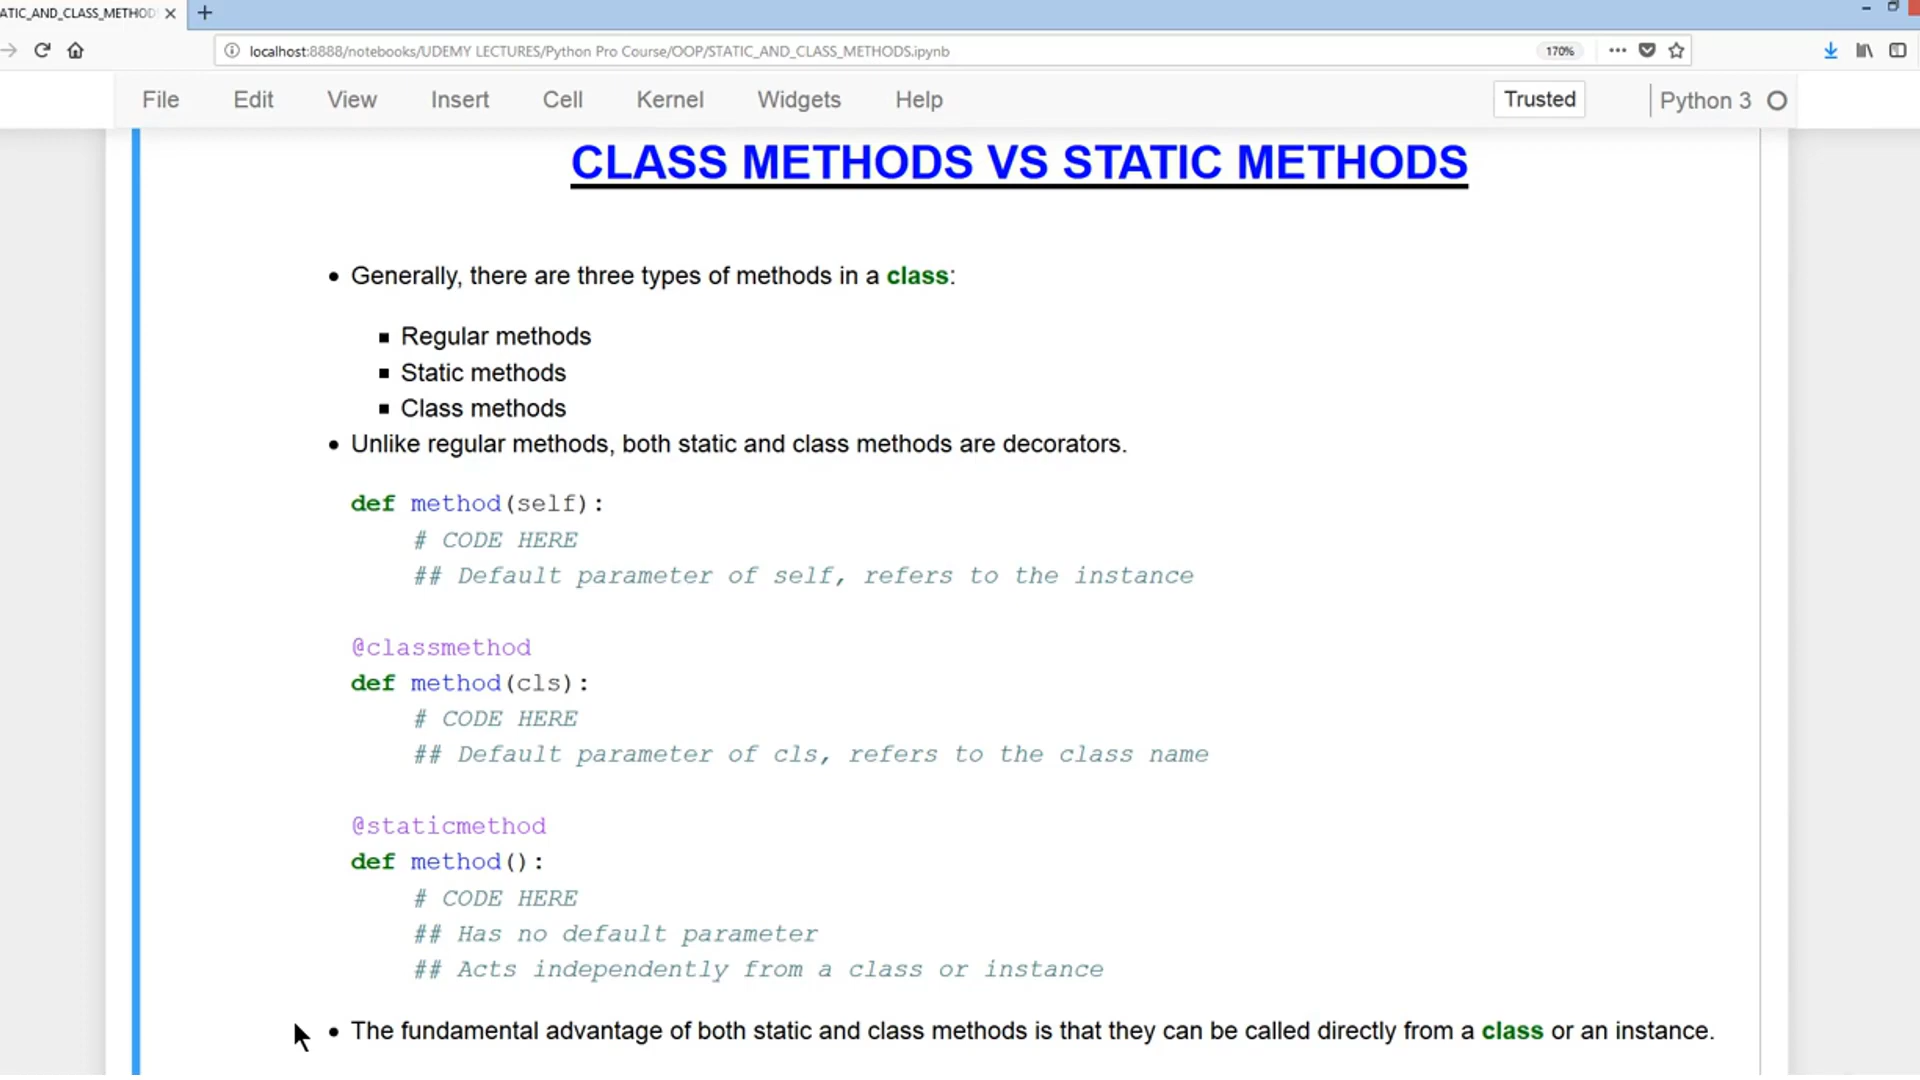 ATIC_AND_CLASS_METHOD
localhost:8888/notebooks/UDEMY LECTURES/Python Pro Course/OOP/STATIC_AND_CLASS_METHODS.ipynb 170%
File Edit View Insert Cell Kernel Widgets Help Trusted Python 3
CLASS METHODS VS STATIC METHODS
• Generally, there are three types of methods in a class:
▪ Regular methods
▪ Static methods
▪ Class methods
• Unlike regular methods, both static and class methods are decorators.
def method(self):
# CODE HERE
## Default parameter of self, refers to the instance
@classmethod
def method(cls):
# CODE HERE
## Default parameter of cls, refers to the class name
@staticmethod
def method():
# CODE HERE
## Has no default parameter
## Acts independently from a class or instance
• The fundamental advantage of both static and class methods is that they can be called directly from a class or an instance.